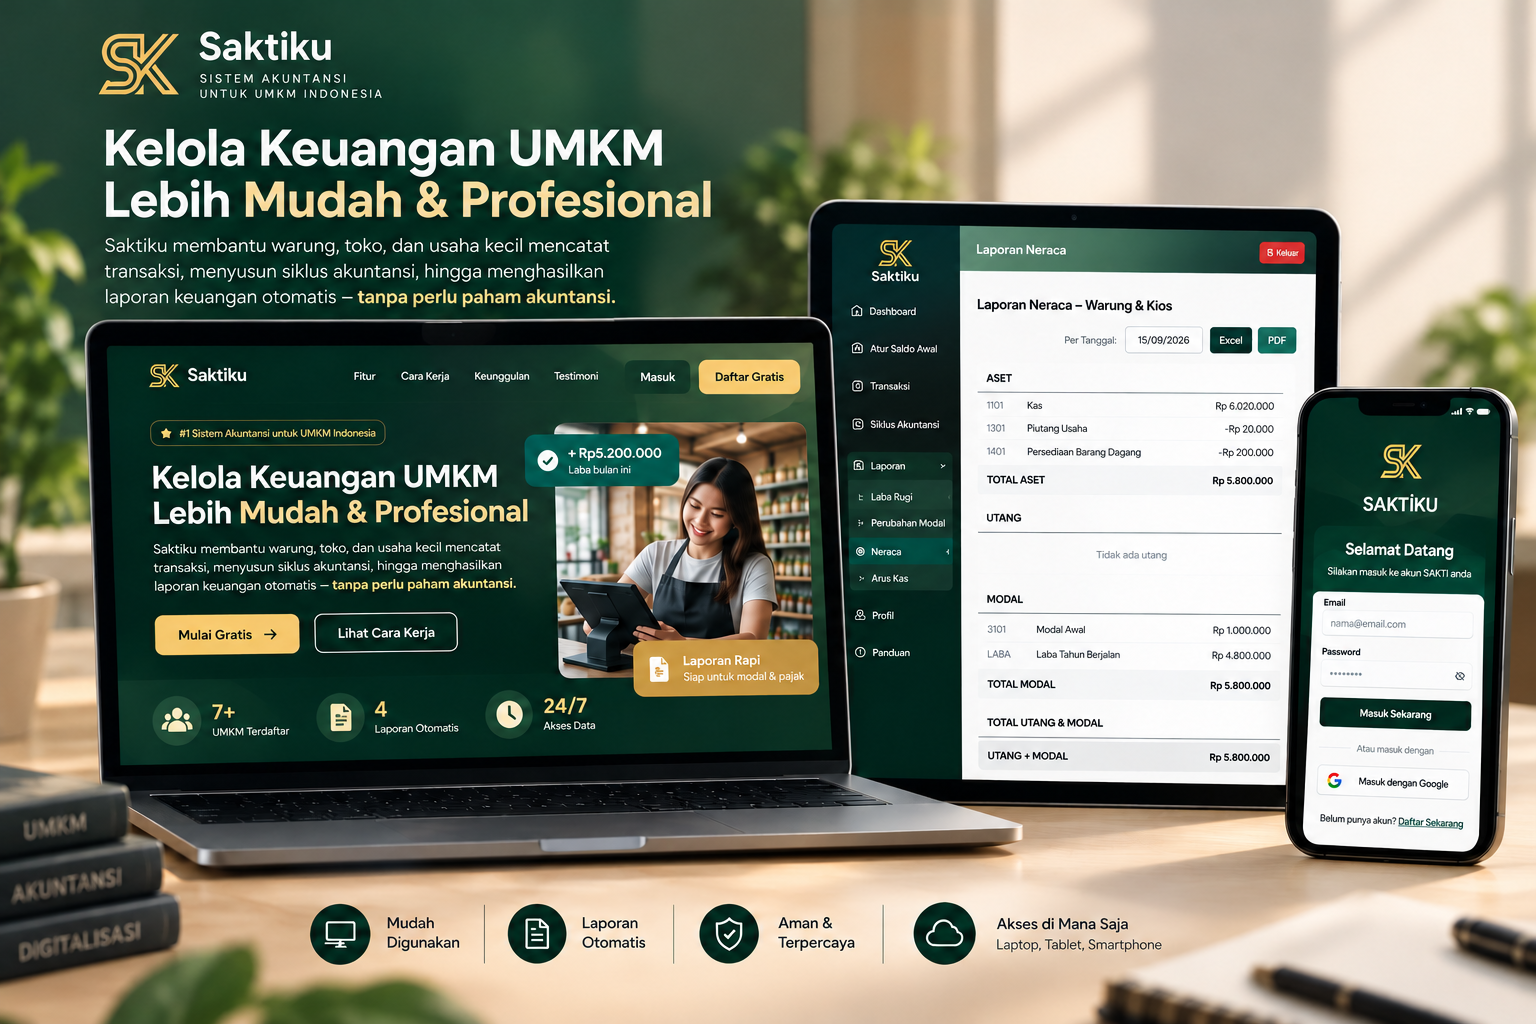 SK
Saktiku
SISTEM AKUNTANSI
UNTUK UMKM INDONESIA
Kelola Keuangan UMKM
Lebih Mudah & Profesional
Saktiku membantu warung, toko, dan usaha kecil mencatat
transaksi, menyusun siklus akuntansi, hingga menghasilkan
laporan keuangan otomatis – tanpa perlu paham akuntansi.
SK Saktiku
Fitur
Cara Kerja
Keunggulan
Testimoni
Masuk
Daftar Gratis
#1 Sistem Akuntansi untuk UMKM Indonesia
Kelola Keuangan UMKM
Lebih Mudah & Profesional
Saktiku membantu warung, toko, dan usaha kecil mencatat
transaksi, menyusun siklus akuntansi, hingga menghasilkan
laporan keuangan otomatis – tanpa perlu paham akuntansi.
Mulai Gratis →
Lihat Cara Kerja
+ Rp5.200.000
Laba bulan ini
Laporan Rapi
Siap untuk modal & pajak
7+
UMKM Terdaftar
4
Laporan Otomatis
24/7
Akses Data
SK
Saktiku
Dashboard
Atur Saldo Awal
Transaksi
Siklus Akuntansi
Laporan
Laba Rugi
Perubahan Modal
Neraca
Arus Kas
Profil
Panduan
Laporan Neraca
Keluar
Laporan Neraca – Warung & Kios
Per Tanggal: 15/09/2026 Excel PDF
ASET
1101 Kas Rp 6.020.000
1301 Piutang Usaha -Rp 20.000
1401 Persediaan Barang Dagang -Rp 200.000
TOTAL ASET Rp 5.800.000
UTANG
Tidak ada utang
MODAL
3101 Modal Awal Rp 1.000.000
LABA Laba Tahun Berjalan Rp 4.800.000
TOTAL MODAL Rp 5.800.000
TOTAL UTANG & MODAL
UTANG + MODAL Rp 5.800.000
SK
SAKTİKU
Selamat Datang
Silakan masuk ke akun SAKTI anda
Email
nama@email.com
Password
••••••••
Masuk Sekarang
Atau masuk dengan
G Masuk dengan Google
Belum punya akun? Daftar Sekarang
UMKM
AKUNTANSI
DIGITALISASI
Mudah
Digunakan
Laporan
Otomatis
Aman &
Terpercaya
Akses di Mana Saja
Laptop, Tablet, Smartphone